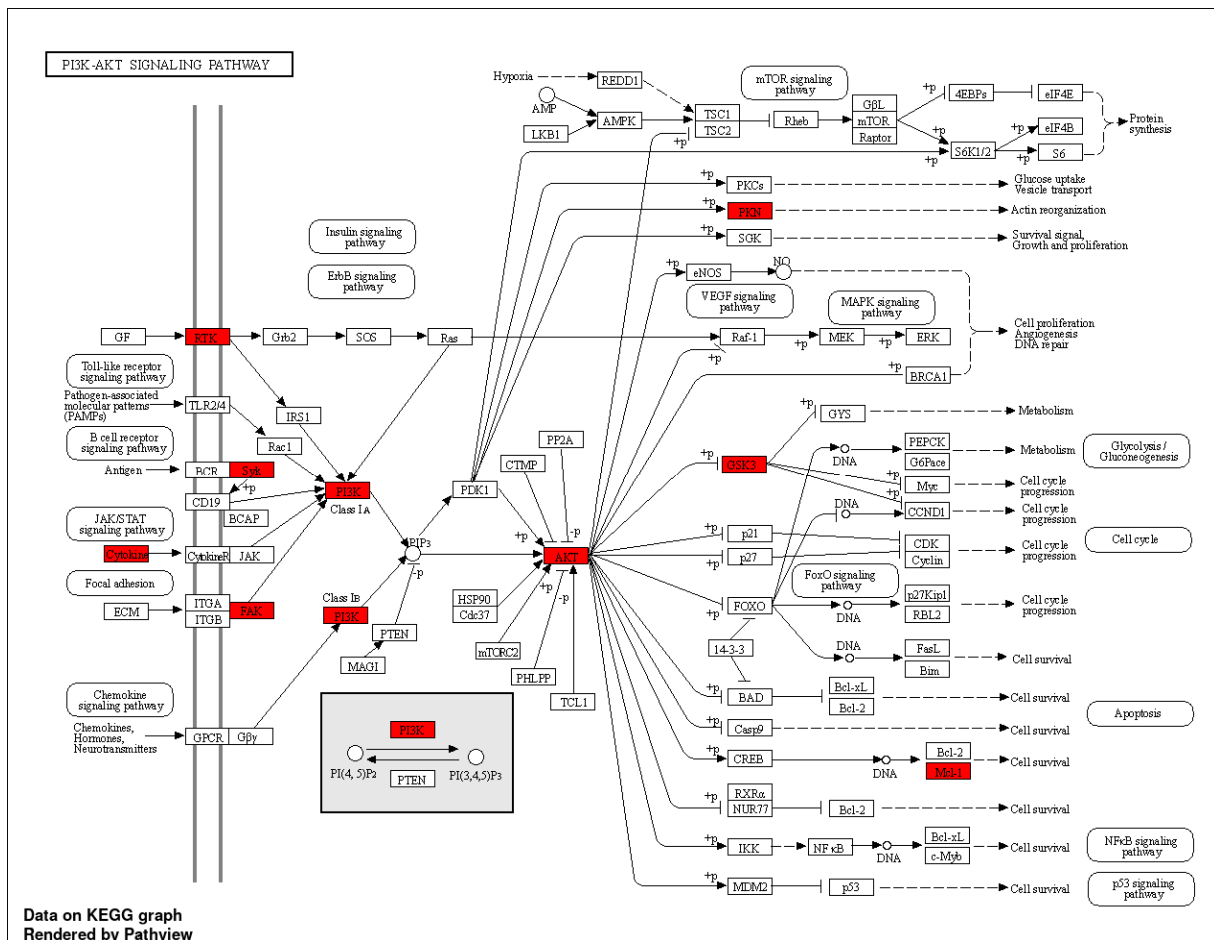 PI3K-AKT SIGNALING PATHWAY
Hypoxia
REDD1
mTOR signaling
pathway
AMP
LKB1
AMPK
TSC1
TSC2
+p
Rheb
GβL
mTOR
Raptor
+p
4EBPs
eIF4E
+p
+p
S6K1/2
+p
eIF4B
+p
S6
Protein
synthesis
+p
PKCs
Glucose uptake
Vesicle transport
+p
PKN
Actin reorganization
+p
SGK
Survival signal,
Growth and proliferation
Insulin signaling
pathway
ErbB signaling
pathway
+p
eNOS
NO
VEGF signaling
pathway
MAPK signaling
pathway
GF
RTK
Grb2
SOS
Ras
Raf-1
+p
MEK
+p
ERK
+p
Cell proliferation
Angiogenesis
DNA repair
+p
BRCA1
Toll-like receptor
signaling pathway
Pathogen-associated
molecular patterns
(PAMPs)
TLR2/4
IRS1
Rac1
B cell receptor
signaling pathway
Antigen
BCR
Syk
+p
CD19
BCAP
PI3K
Class IA
PDK1
CTMP
PP2A
+p
GYS
Metabolism
+p
GSK3
DNA
PEPCK
G6Pace
Metabolism
Glycolysis /
Gluconeogenesis
+p
Myc
Cell cycle
progression
+p
DNA
CCND1
Cell cycle
progression
JAK/STAT
signaling pathway
Cytokine
CytokineR
JAK
PIP3
-p
+p
-p
AKT
+p
p21
+p
p27
CDK
Cyclin
Cell cycle
progression
Cell cycle
Focal adhesion
ECM
ITGA
ITGB
FAK
Class IB
PI3K
PTEN
MAGI
HSP90
Cdc37
+p
-p
mTORC2
PHLPP
TCL1
FoxO signaling
pathway
+p
FOXO
DNA
p27Kip1
RBL2
Cell cycle
progression
14-3-3
DNA
FasL
Bim
Cell survival
+p
BAD
Bcl-xL
Bcl-2
Cell survival
+p
Casp9
Cell survival
Apoptosis
Chemokine
signaling pathway
Chemokines,
Hormones,
Neurotransmitters
GPCR
Gβγ
PI3K
PI(4,5)P2
PTEN
PI(3,4,5)P3
+p
CREB
DNA
Bcl-2
Mcl-1
Cell survival
+p
RXRα
NUR77
Bcl-2
Cell survival
+p
IKK
NFκB
DNA
Bcl-xL
c-Myb
Cell survival
NFκB signaling
pathway
+p
MDM2
p53
Cell survival
p53 signaling
pathway
Data on KEGG graph
Rendered by Pathview